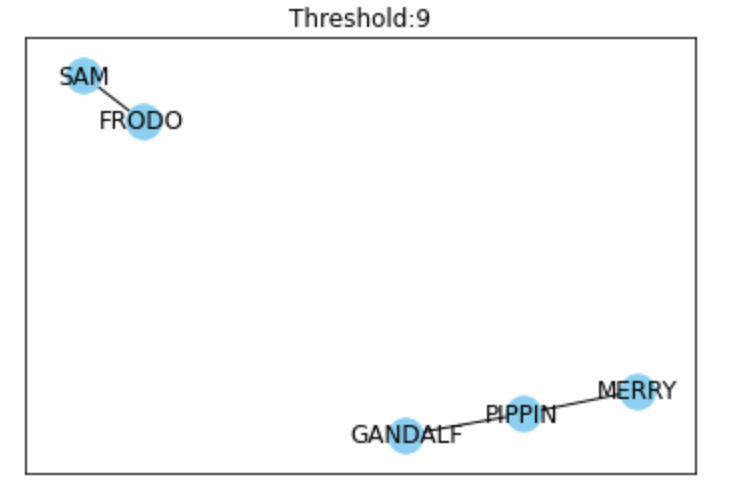 Threshold:9
SAM
FRODO
MERRY
PIPPIN
GANDALF